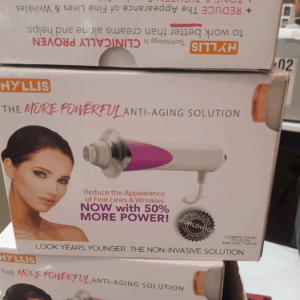 + REDUCE The Appearance of Fine Lines & Wrinkles
to work better than creams alone and helps:
HYLLIS Technology is CLINICALLY PROVEN
02
HYLLIS
THE MORE POWERFUL ANTI-AGING SOLUTION
Reduce the Appearance
of Fine Lines & Wrinkles
NOW with 50%
MORE POWER!
WORLDWIDE
LOOK YEARS YOUNGER, THE NON-INVASIVE SOLUTION.
HYLLIS
THE MORE POWERFUL ANTI-AGING SOLUTION